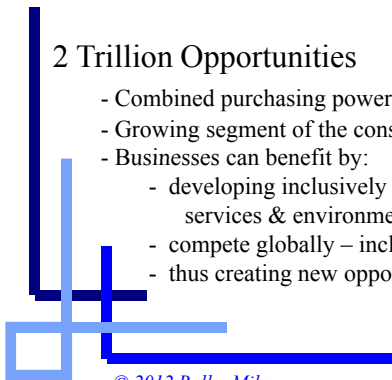 2 Trillion Opportunities
- Combined purchasing power
- Growing segment of the cons
- Businesses can benefit by:
- developing inclusively
services & environme
- compete globally – incl
- thus creating new oppo
© 2012